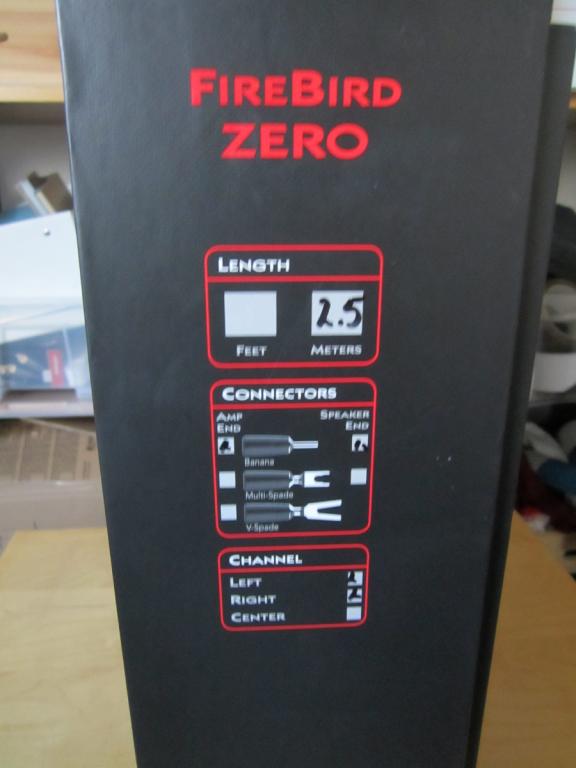 FIREBIRD
ZERO
LENGTH
2.5
FEET METERS
CONNECTORS
AMP END SPEAKER END
Banana
Multi-Spade
V-Spade
CHANNEL
LEFT
RIGHT
CENTER